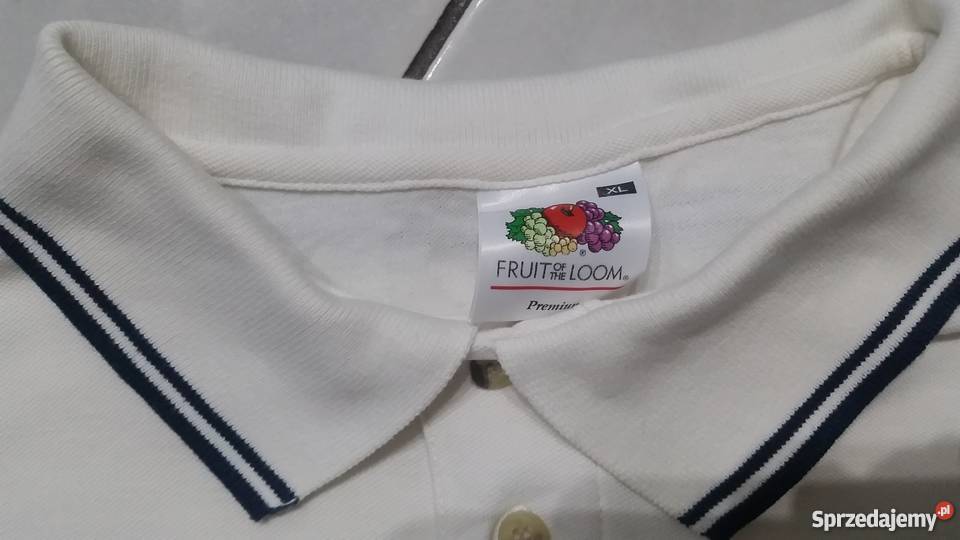 XL
FRUIT OF THE LOOM®
Premium
Sprzedajemy.pl